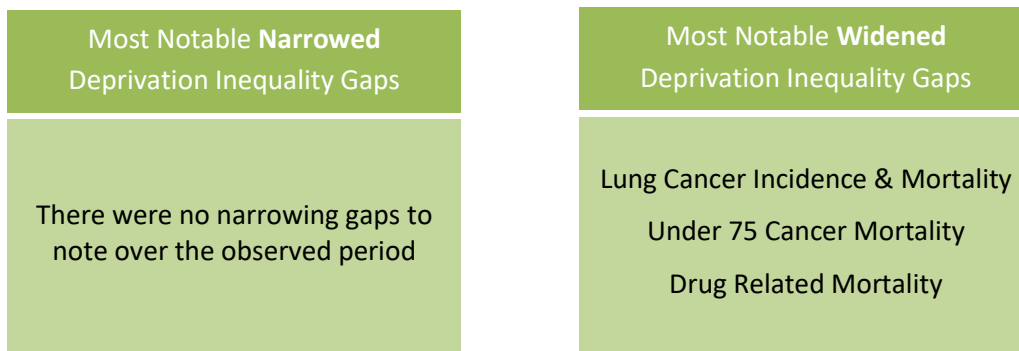 Most Notable Narrowed
Deprivation Inequality Gaps
There were no narrowing gaps to
note over the observed period
Most Notable Widened
Deprivation Inequality Gaps
Lung Cancer Incidence & Mortality
Under 75 Cancer Mortality
Drug Related Mortality